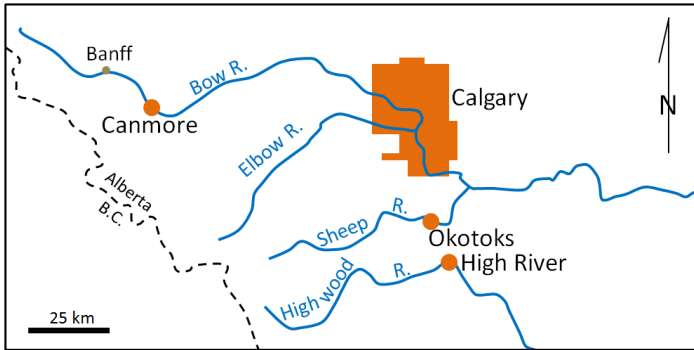 Banff
Bow R.
Canmore
Calgary
N
Elbow R.
Alberta
B.C.
Sheep R.
Okotoks
High River
High wood R.
25 km